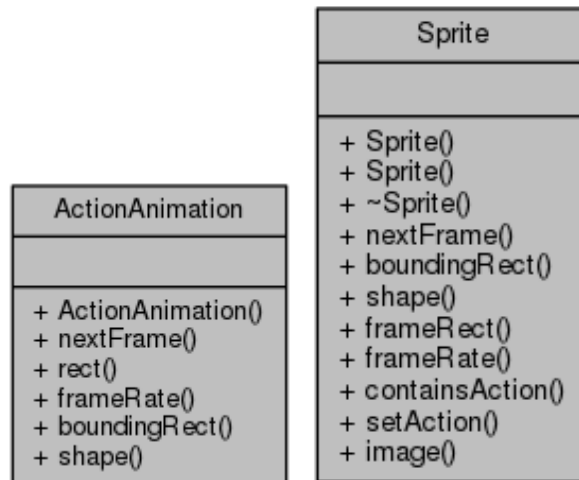 ActionAnimation
+ ActionAnimation()
+ nextFrame()
+ rect()
+ frameRate()
+ boundingRect()
+ shape()
Sprite
+ Sprite()
+ Sprite()
+ ~Sprite()
+ nextFrame()
+ boundingRect()
+ shape()
+ frameRect()
+ frameRate()
+ containsAction()
+ setAction()
+ image()